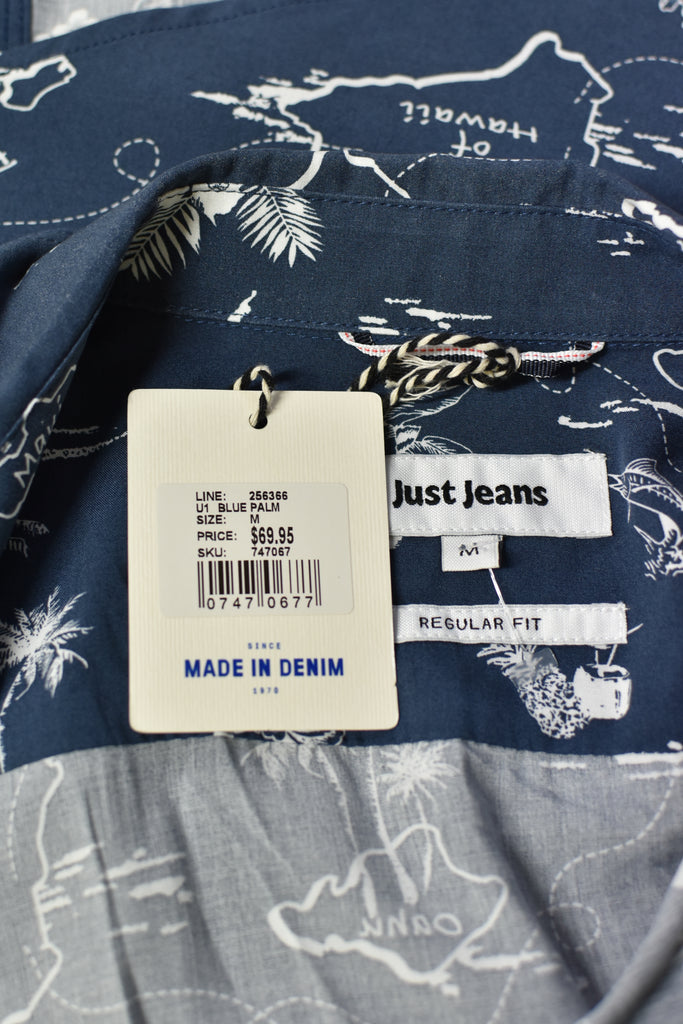 of
Hawaii
Mau
LINE: 256366
U1 BLUE PALM
SIZE: M
PRICE: $69.95
SKU: 747067
0747 0677
SINCE
MADE IN DENIM
1970
Just Jeans
M
REGULAR FIT
Oahu